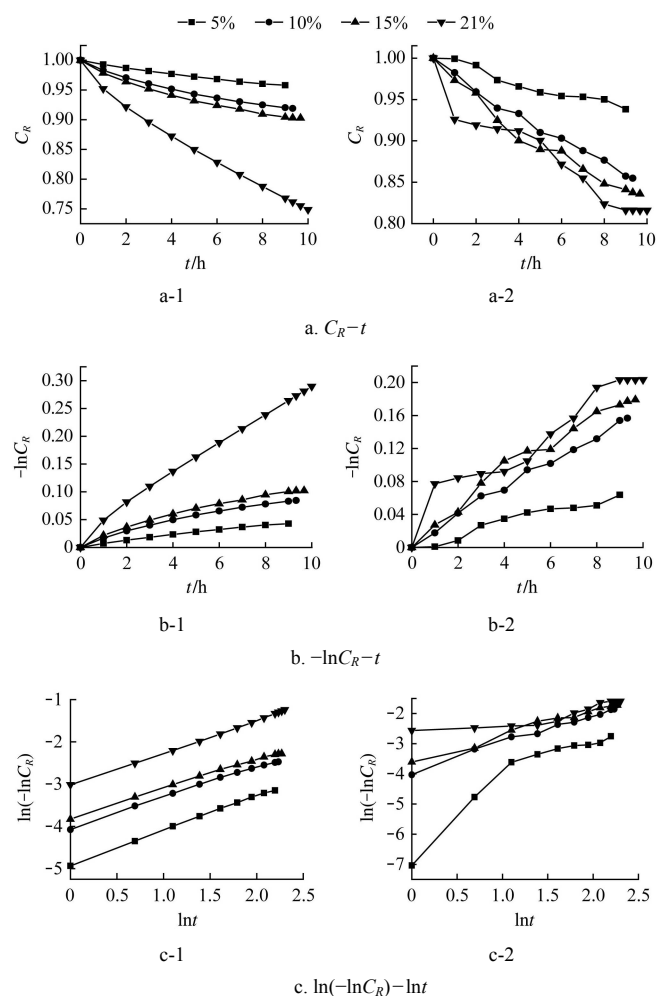 5% 10% 15% 21%
1.00
0.95
0.90
0.85
0.80
0.75
C_R
0 2 4 6 8 10
t/h
a-1
1.00
0.95
0.90
0.85
0.80
C_R
0 2 4 6 8 10
t/h
a-2
a. C_R−t
0.30
0.25
0.20
0.15
0.10
0.05
0
−lnC_R
0 2 4 6 8 10
t/h
b-1
0.20
0.16
0.12
0.08
0.04
0
−lnC_R
0 2 4 6 8 10
t/h
b-2
b. −lnC_R−t
−1
−2
−3
−4
−5
ln(−lnC_R)
0 0.5 1.0 1.5 2.0 2.5
lnt
c-1
−2
−3
−4
−5
−6
−7
ln(−lnC_R)
0 0.5 1.0 1.5 2.0 2.5
lnt
c-2
c. ln(−lnC_R)−lnt